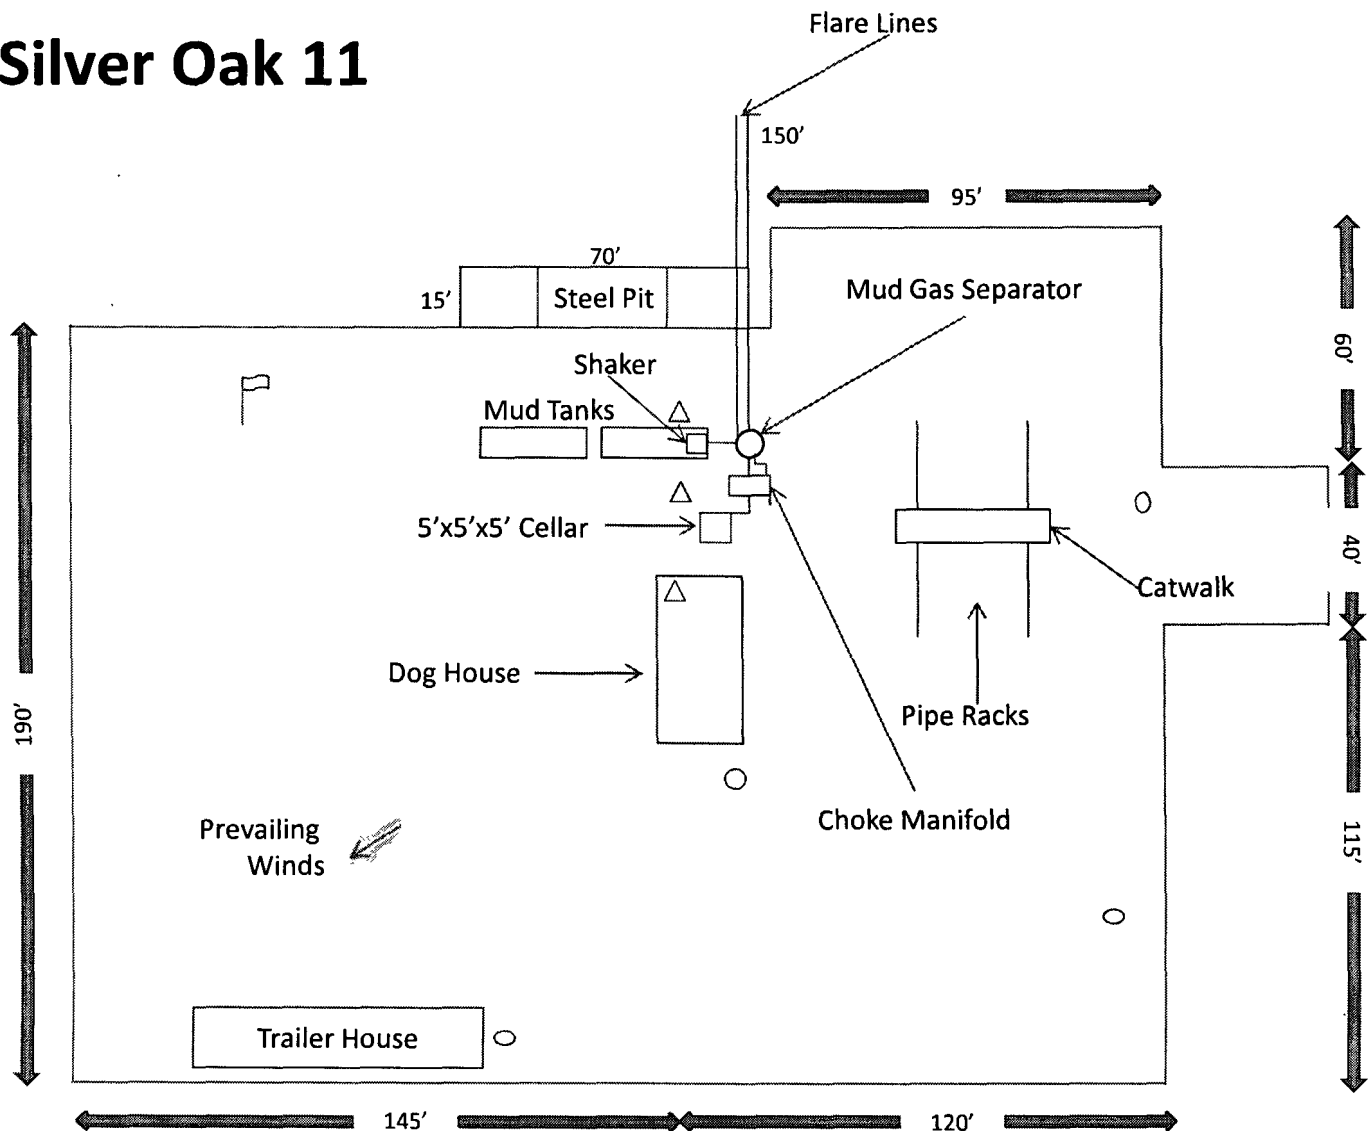 Flare Lines
Silver Oak 11
150’
95’
70’
Steel Pit
15’
Mud Gas Separator
60’
Shaker
Mud Tanks
5’x5’x5’ Cellar
40’
Catwalk
Dog House
190’
Pipe Racks
Choke Manifold
115’
Prevailing
Winds
Trailer House
145’
120’